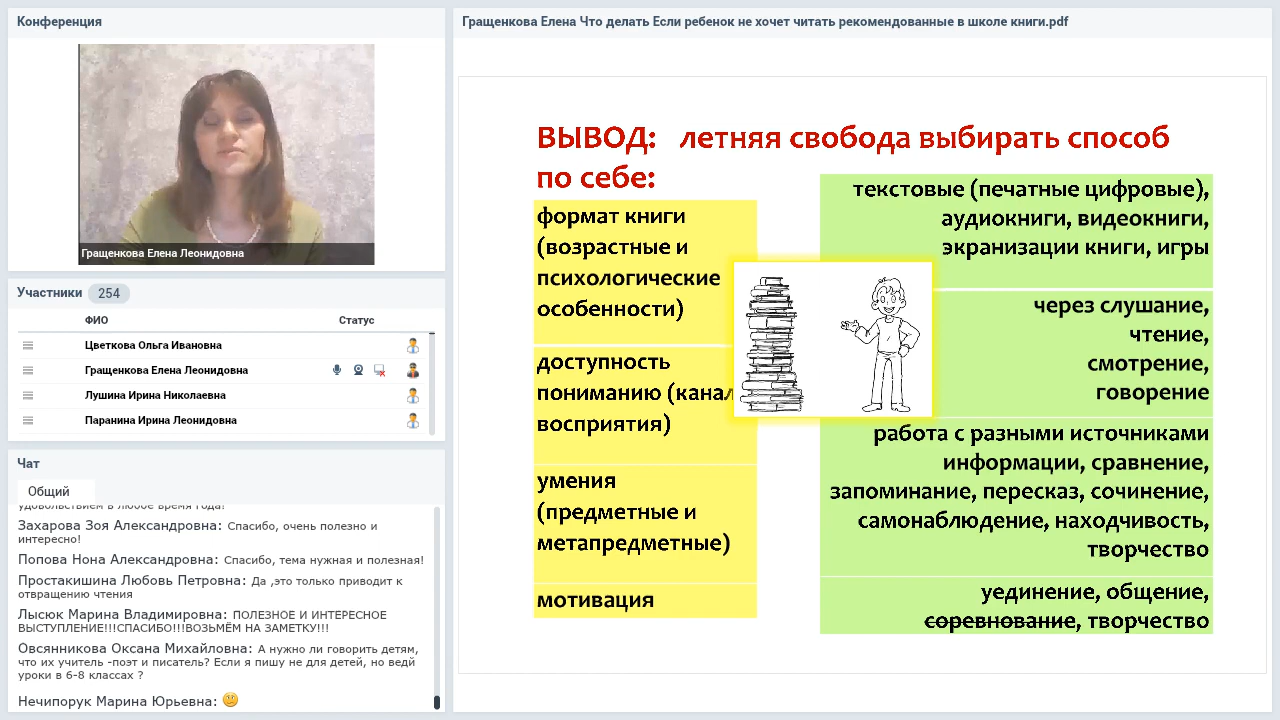 Конференция
Гращенкова Елена Леонидовна
Участники 254
ФИО Статус
Цветкова Ольга Ивановна
Гращенкова Елена Леонидовна
Лушина Ирина Николаевна
Паранина Ирина Леонидовна
Чат
Общий
удовольствием в любое время года!
Захарова Зоя Александровна: Спасибо, очень полезно и
интересно!
Попова Нона Александровна: Спасибо, тема нужная и полезная!
Простакишина Любовь Петровна: Да ,это только приводит к
отвращению чтения
Лысюк Марина Владимировна: ПОЛЕЗНОЕ И ИНТЕРЕСНОЕ
ВЫСТУПЛЕНИЕ!!!СПАСИБО!!!ВОЗЬМЁМ НА ЗАМЕТКУ!!!
Овсянникова Оксана Михайловна: А нужно ли говорить детям,
что их учитель -поэт и писатель? Если я пишу не для детей, но ведй
уроки в 6-8 классах ?
Нечипорук Марина Юрьевна:
Гращенкова Елена Что делать Если ребенок не хочет читать рекомендованные в школе книги.pdf
ВЫВОД: летняя свобода выбирать способ
по себе:
формат книги
(возрастные и
психологические
особенности)
текстовые (печатные цифровые),
аудиокниги, видеокниги,
экранизации книги, игры
доступность
пониманию (канал
восприятия)
через слушание,
чтение,
смотрение,
говорение
умения
(предметные и
метапредметные)
работа с разными источниками
информации, сравнение,
запоминание, пересказ, сочинение,
самонаблюдение, находчивость,
творчество
мотивация
уединение, общение,
соревнование, творчество